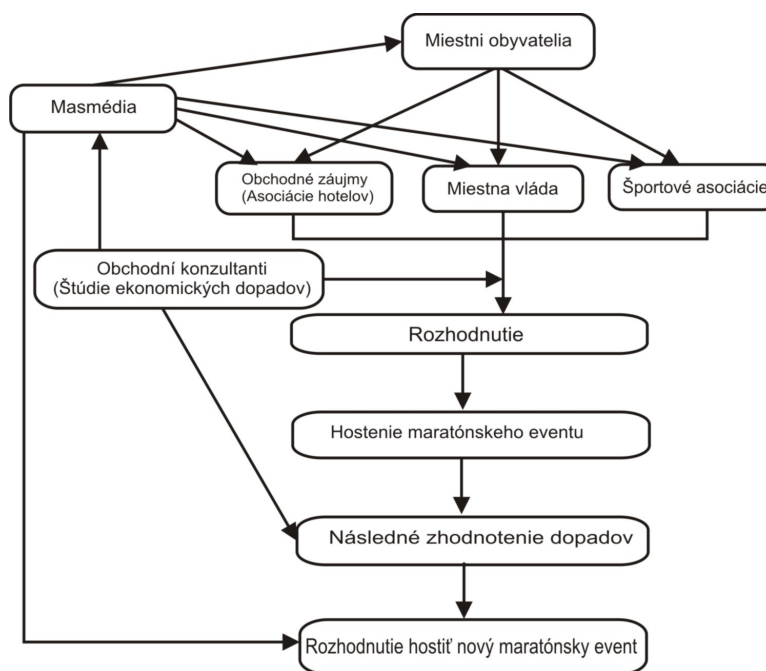 Miestni obyvatelia
Masmédia
Obchodné záujmy
(Asociácie hotelov)
Miestna vláda
Športové asociácie
Obchodní konzultanti
(Štúdie ekonomických dopadov)
Rozhodnutie
Hostenie maratónskeho eventu
Následné zhodnotenie dopadov
Rozhodnutie hostiť nový maratónsky event